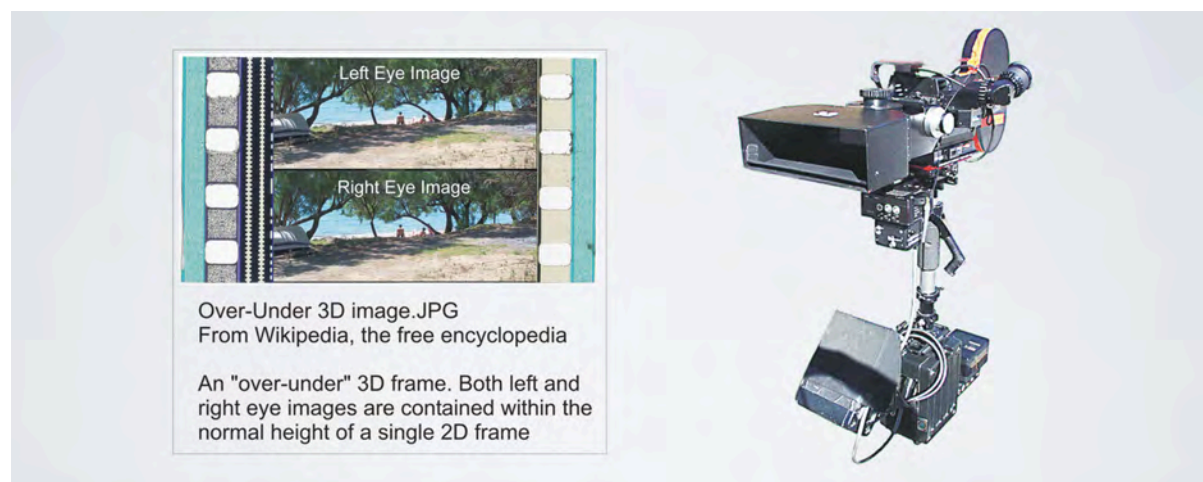 Left Eye Image
Right Eye Image
Over-Under 3D image.JPG
From Wikipedia, the free encyclopedia
An "over-under" 3D frame. Both left and
right eye images are contained within the
normal height of a single 2D frame